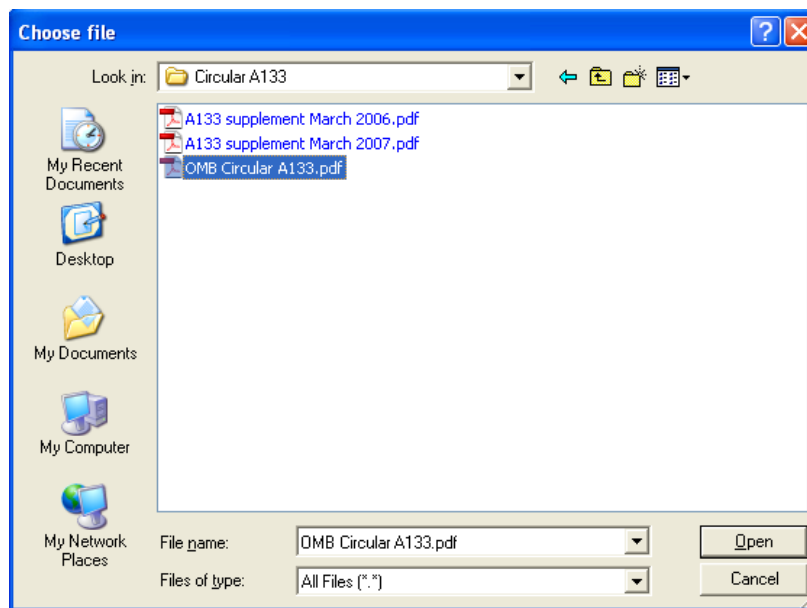 Choose file
Look in:
Circular A133
My Recent
Documents
Desktop
My Documents
My Computer
My Network
Places
A133 supplement March 2006.pdf
A133 supplement March 2007.pdf
OMB Circular A133.pdf
File name:
OMB Circular A133.pdf
Open
Files of type:
All Files (*.*)
Cancel